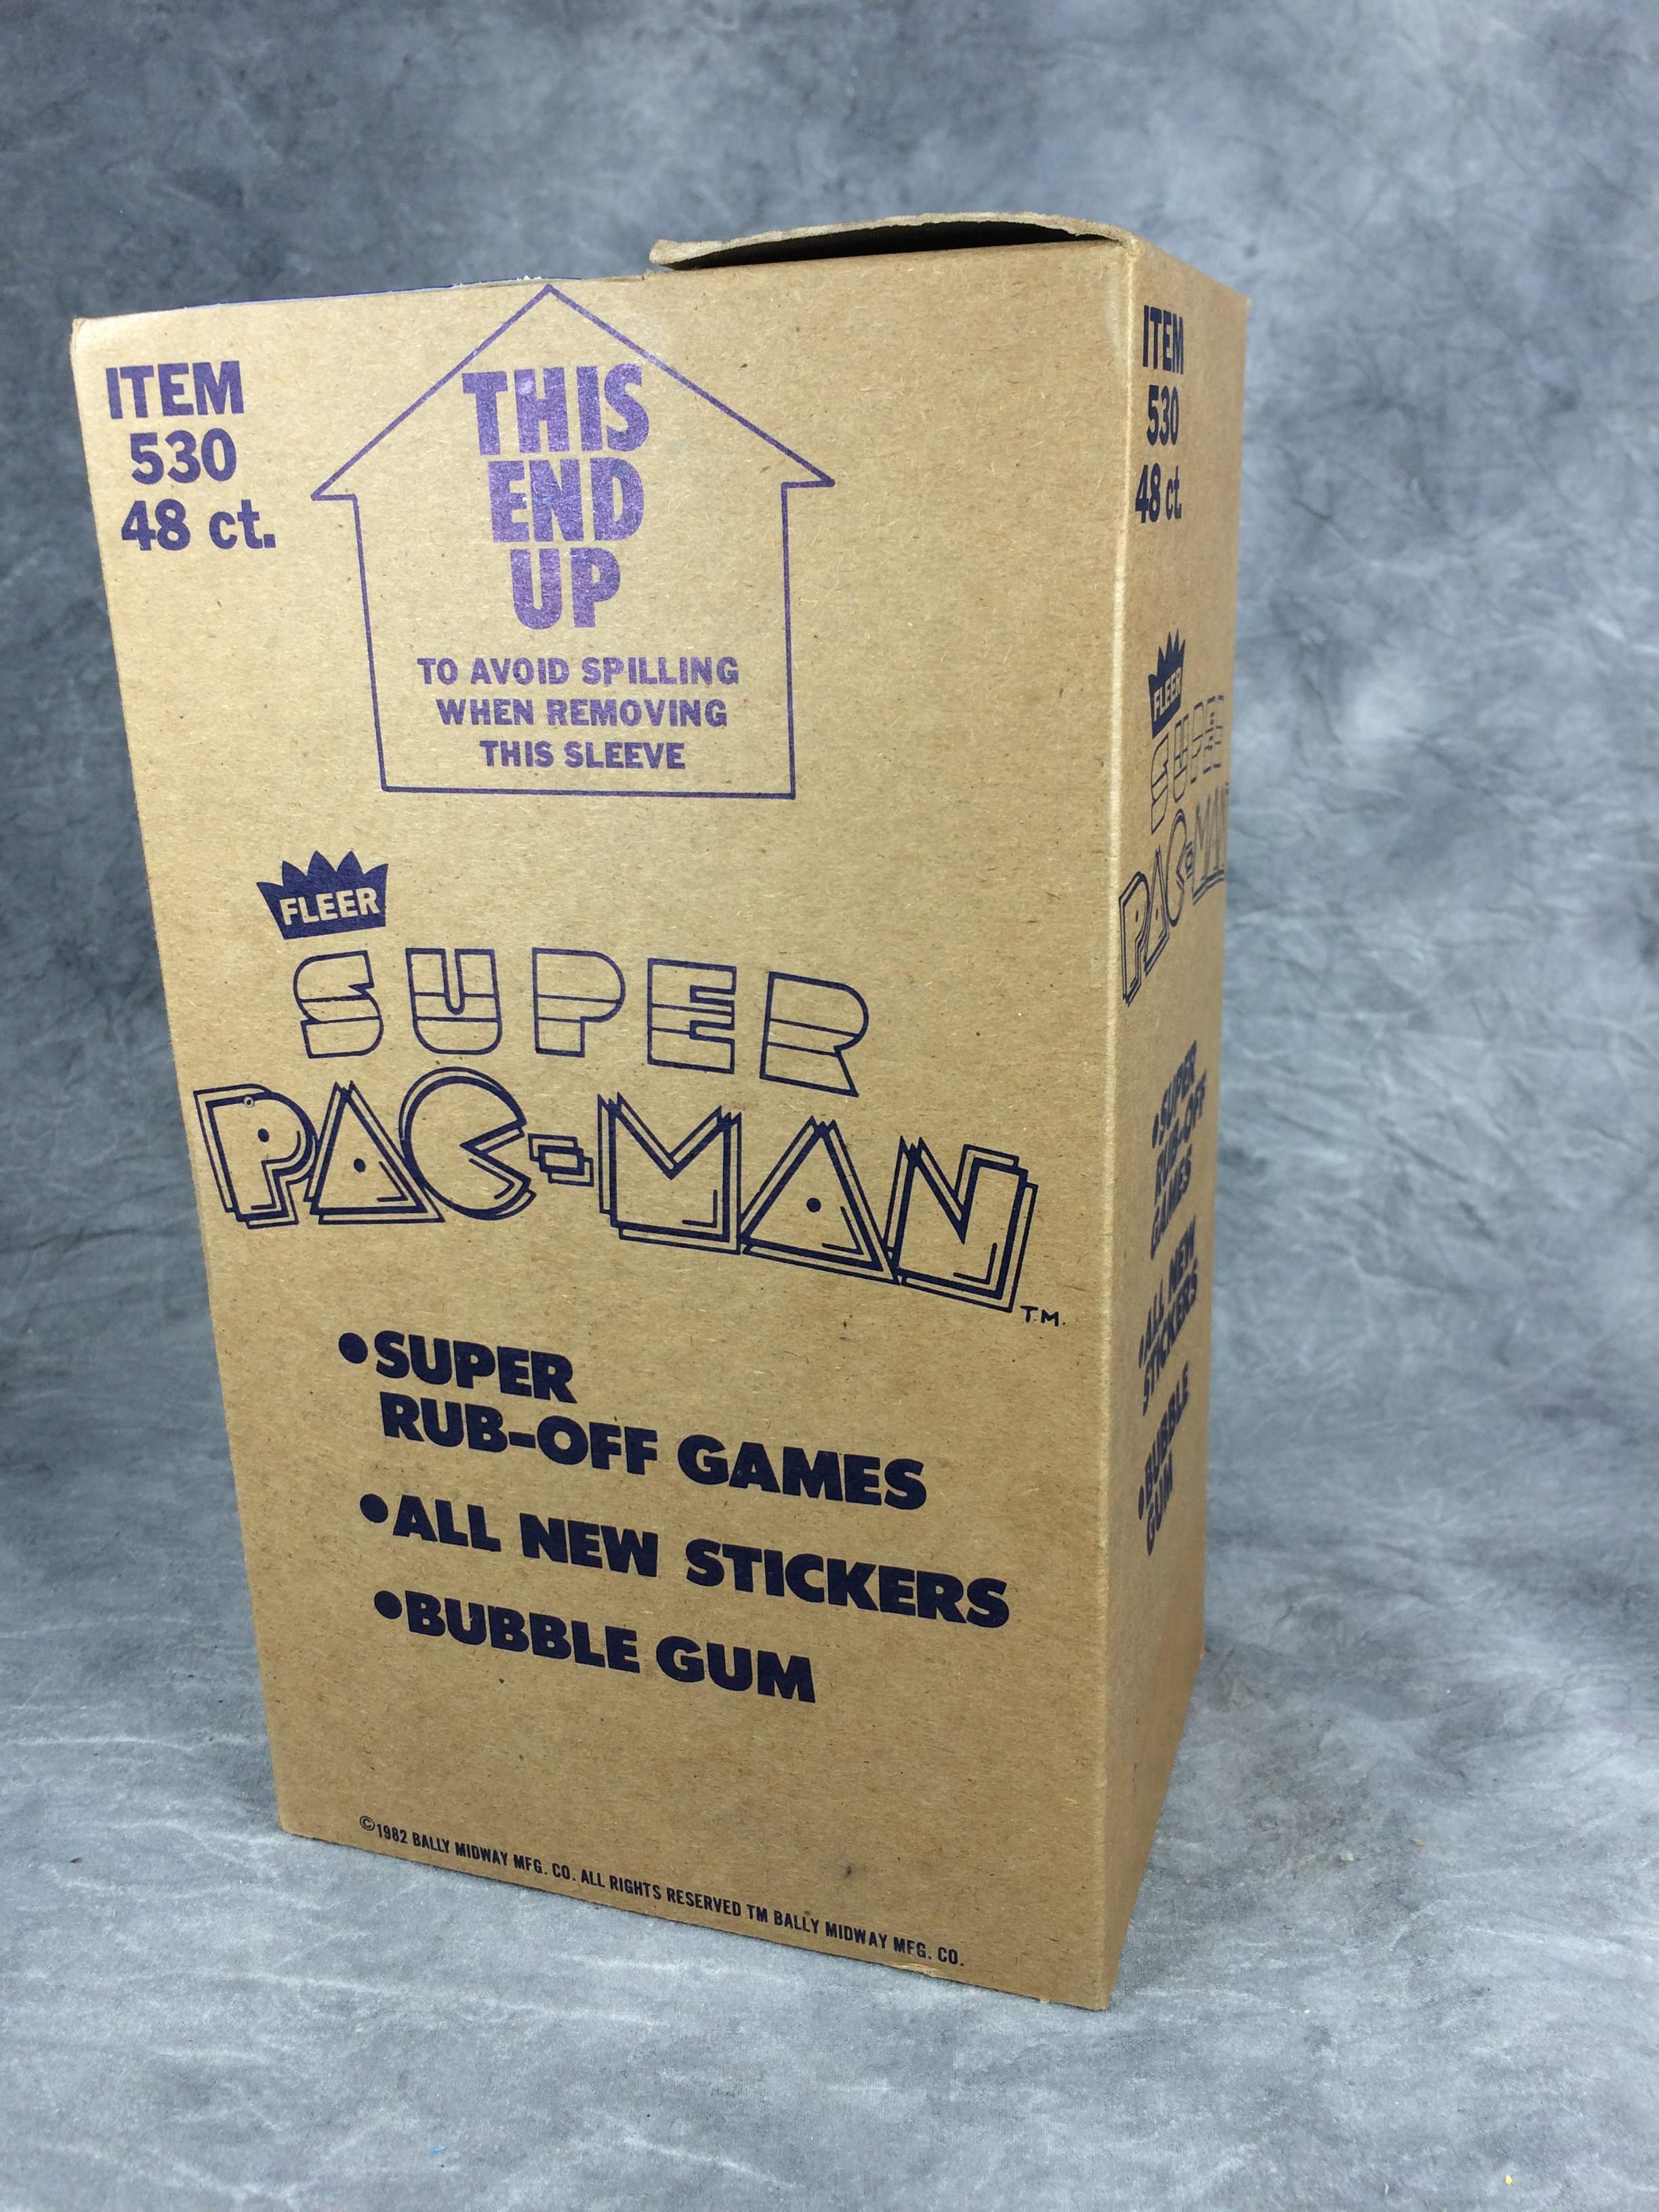 ITEM
530
48 ct.
THIS
END
UP
TO AVOID SPILLING
WHEN REMOVING
THIS SLEEVE
FLEER
SUPER
PAC-MAN
T.M.
•SUPER
RUB-OFF GAMES
•ALL NEW STICKERS
•BUBBLE GUM
©1982 BALLY MIDWAY MFG. CO. ALL RIGHTS RESERVED TM BALLY MIDWAY MFG. CO.
ITEM
530
48 ct.
FLEER
SUPER
PAC-MAN
•SUPER
RUB-OFF
GAMES
•ALL NEW
STICKERS
•BUBBLE
GUM